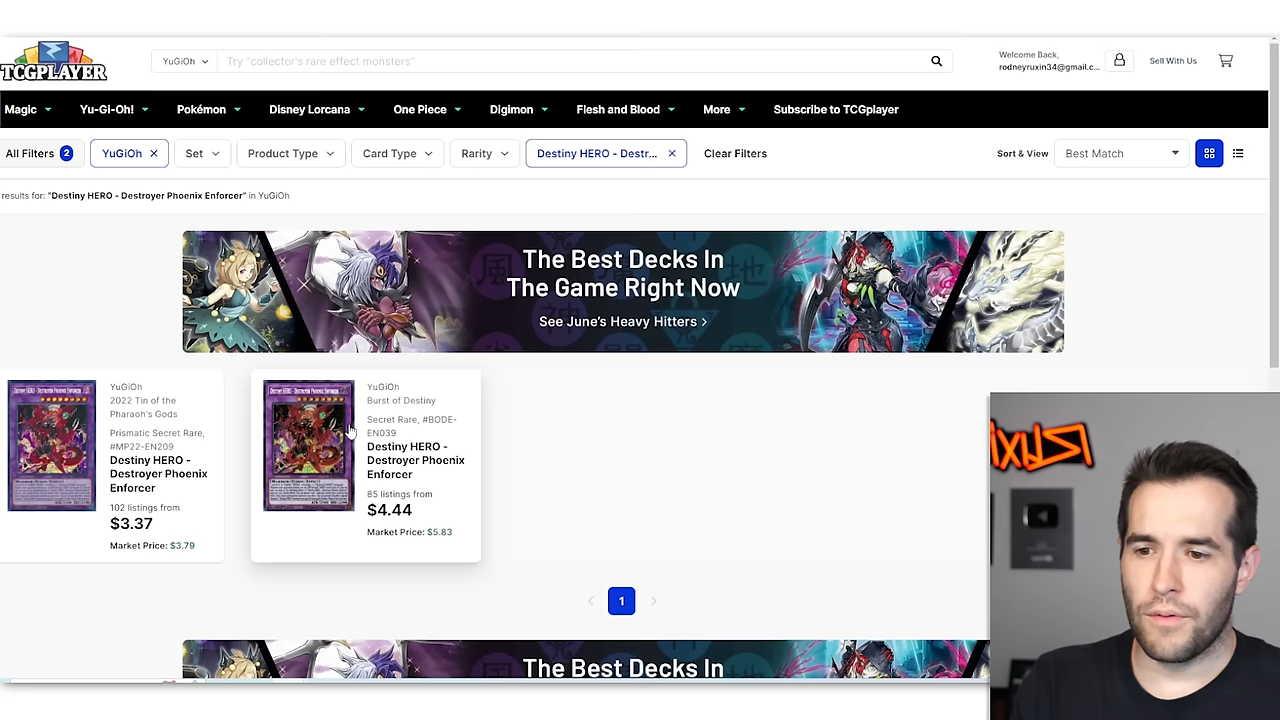 TCGPLAYER
YuGiOh
Try "collector's rare effect monsters"
Welcome Back,
rodneyruxin34@gmail.c...
Sell With Us
Magic
Yu-Gi-Oh!
Pokémon
Disney Lorcana
One Piece
Digimon
Flesh and Blood
More
Subscribe to TCGplayer
All Filters 2
YuGiOh
Set
Product Type
Card Type
Rarity
Destiny HERO - Destr...
Clear Filters
Sort & View
Best Match
results for: "Destiny HERO - Destroyer Phoenix Enforcer" in YuGiOh
The Best Decks In
The Game Right Now
See June's Heavy Hitters >
YuGiOh
2022 Tin of the
Pharaoh's Gods
Prismatic Secret Rare,
#MP22-EN209
Destiny HERO -
Destroyer Phoenix
Enforcer
102 listings from
$3.37
Market Price: $3.79
YuGiOh
Burst of Destiny
Secret Rare, #BODE-
EN039
Destiny HERO -
Destroyer Phoenix
Enforcer
85 listings from
$4.44
Market Price: $5.83
1
The Best Decks In